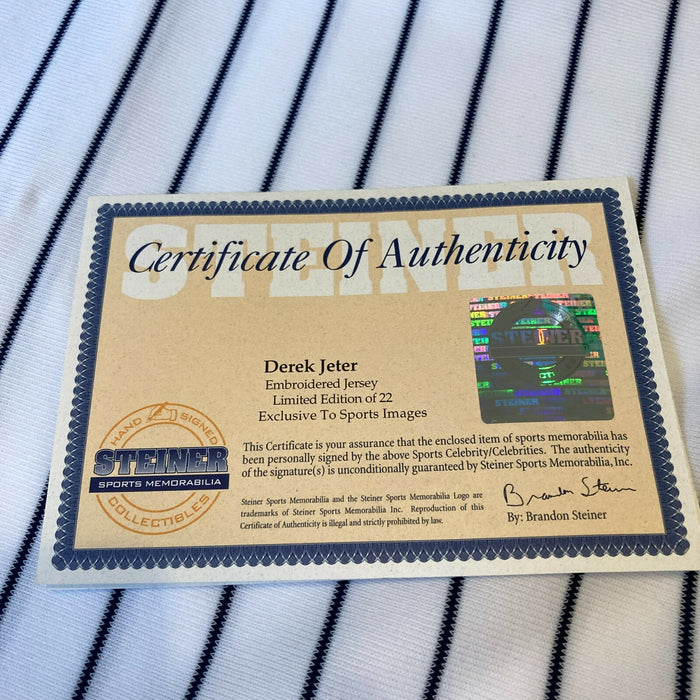 STEINER
Certificate Of Authenticity
STEINER
Derek Jeter
Embroidered Jersey
Limited Edition of 22
Exclusive To Sports Images
HAND SIGNED
STEINER
SPORTS MEMORABILIA
COLLECTIBLES
This Certificate is your assurance that the enclosed item of sports memorabilia has
been personally signed by the above Sports Celebrity/Celebrities. The authenticity
of the signature(s) is unconditionally guaranteed by Steiner Sports Memorabilia, Inc.
Steiner Sports Memorabilia and the Steiner Sports Memorabilia Logo are
trademarks of Steiner Sports Memorabilia Inc. Reproduction of this
Certificate of Authenticity is illegal and strictly prohibited by law.
Brandon Steiner
By: Brandon Steiner